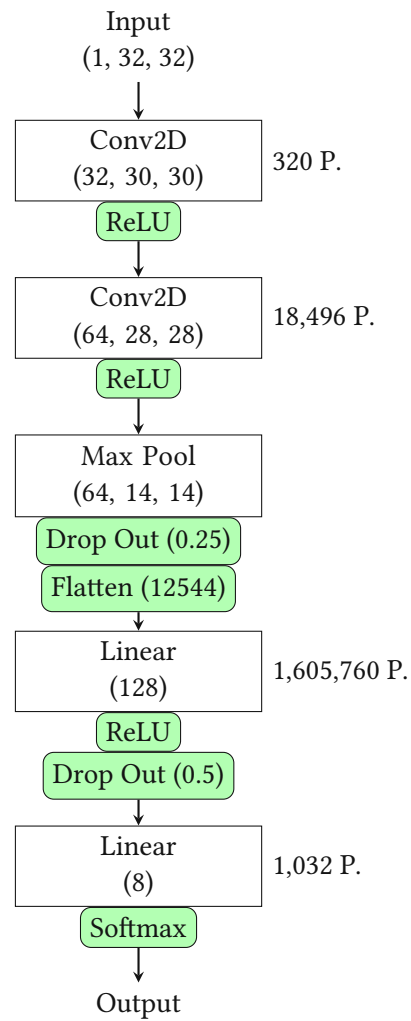 Input
(1, 32, 32)
Conv2D
(32, 30, 30)
320 P.
ReLU
Conv2D
(64, 28, 28)
18,496 P.
ReLU
Max Pool
(64, 14, 14)
Drop Out (0.25)
Flatten (12544)
Linear
(128)
1,605,760 P.
ReLU
Drop Out (0.5)
Linear
(8)
1,032 P.
Softmax
Output